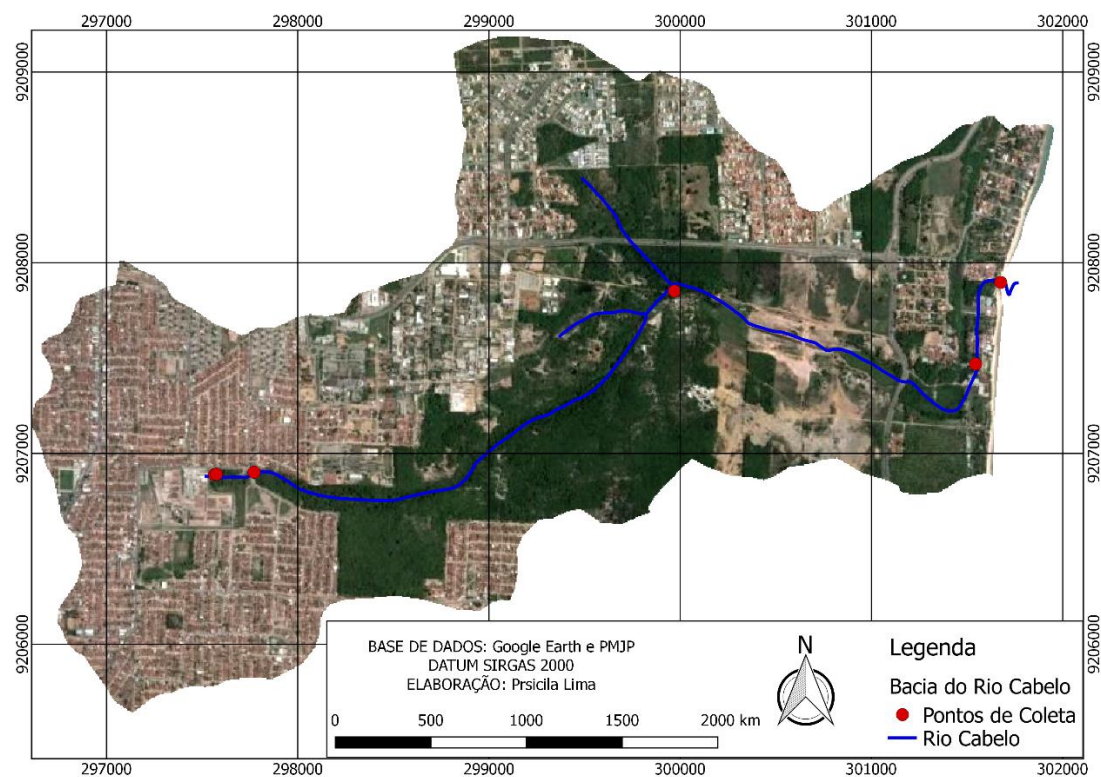 297000 298000 299000 300000 301000 302000
9209000 9209000
9208000 9208000
9207000 9207000
9206000 9206000
BASE DE DADOS: Google Earth e PMJP
DATUM SIRGAS 2000
ELABORAÇÃO: Prsicila Lima
0 500 1000 1500 2000 km
N
Legenda
Bacia do Rio Cabelo
Pontos de Coleta
Rio Cabelo
297000 298000 299000 300000 301000 302000